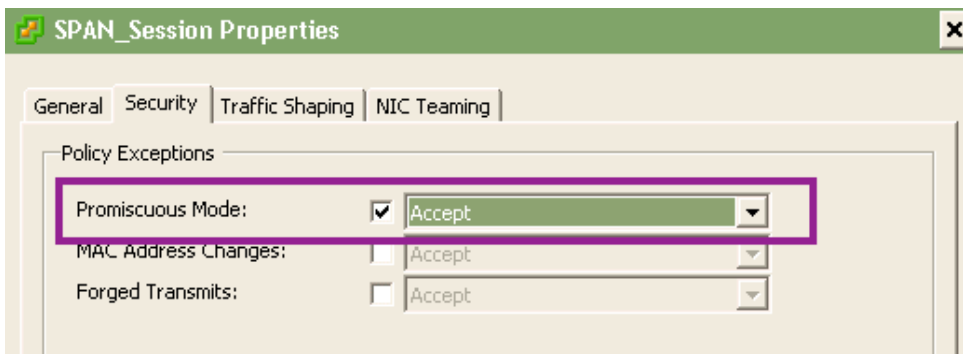 SPAN_Session Properties
General Security Traffic Shaping NIC Teaming
Policy Exceptions
Promiscuous Mode: Accept
MAC Address Changes: Accept
Forged Transmits: Accept